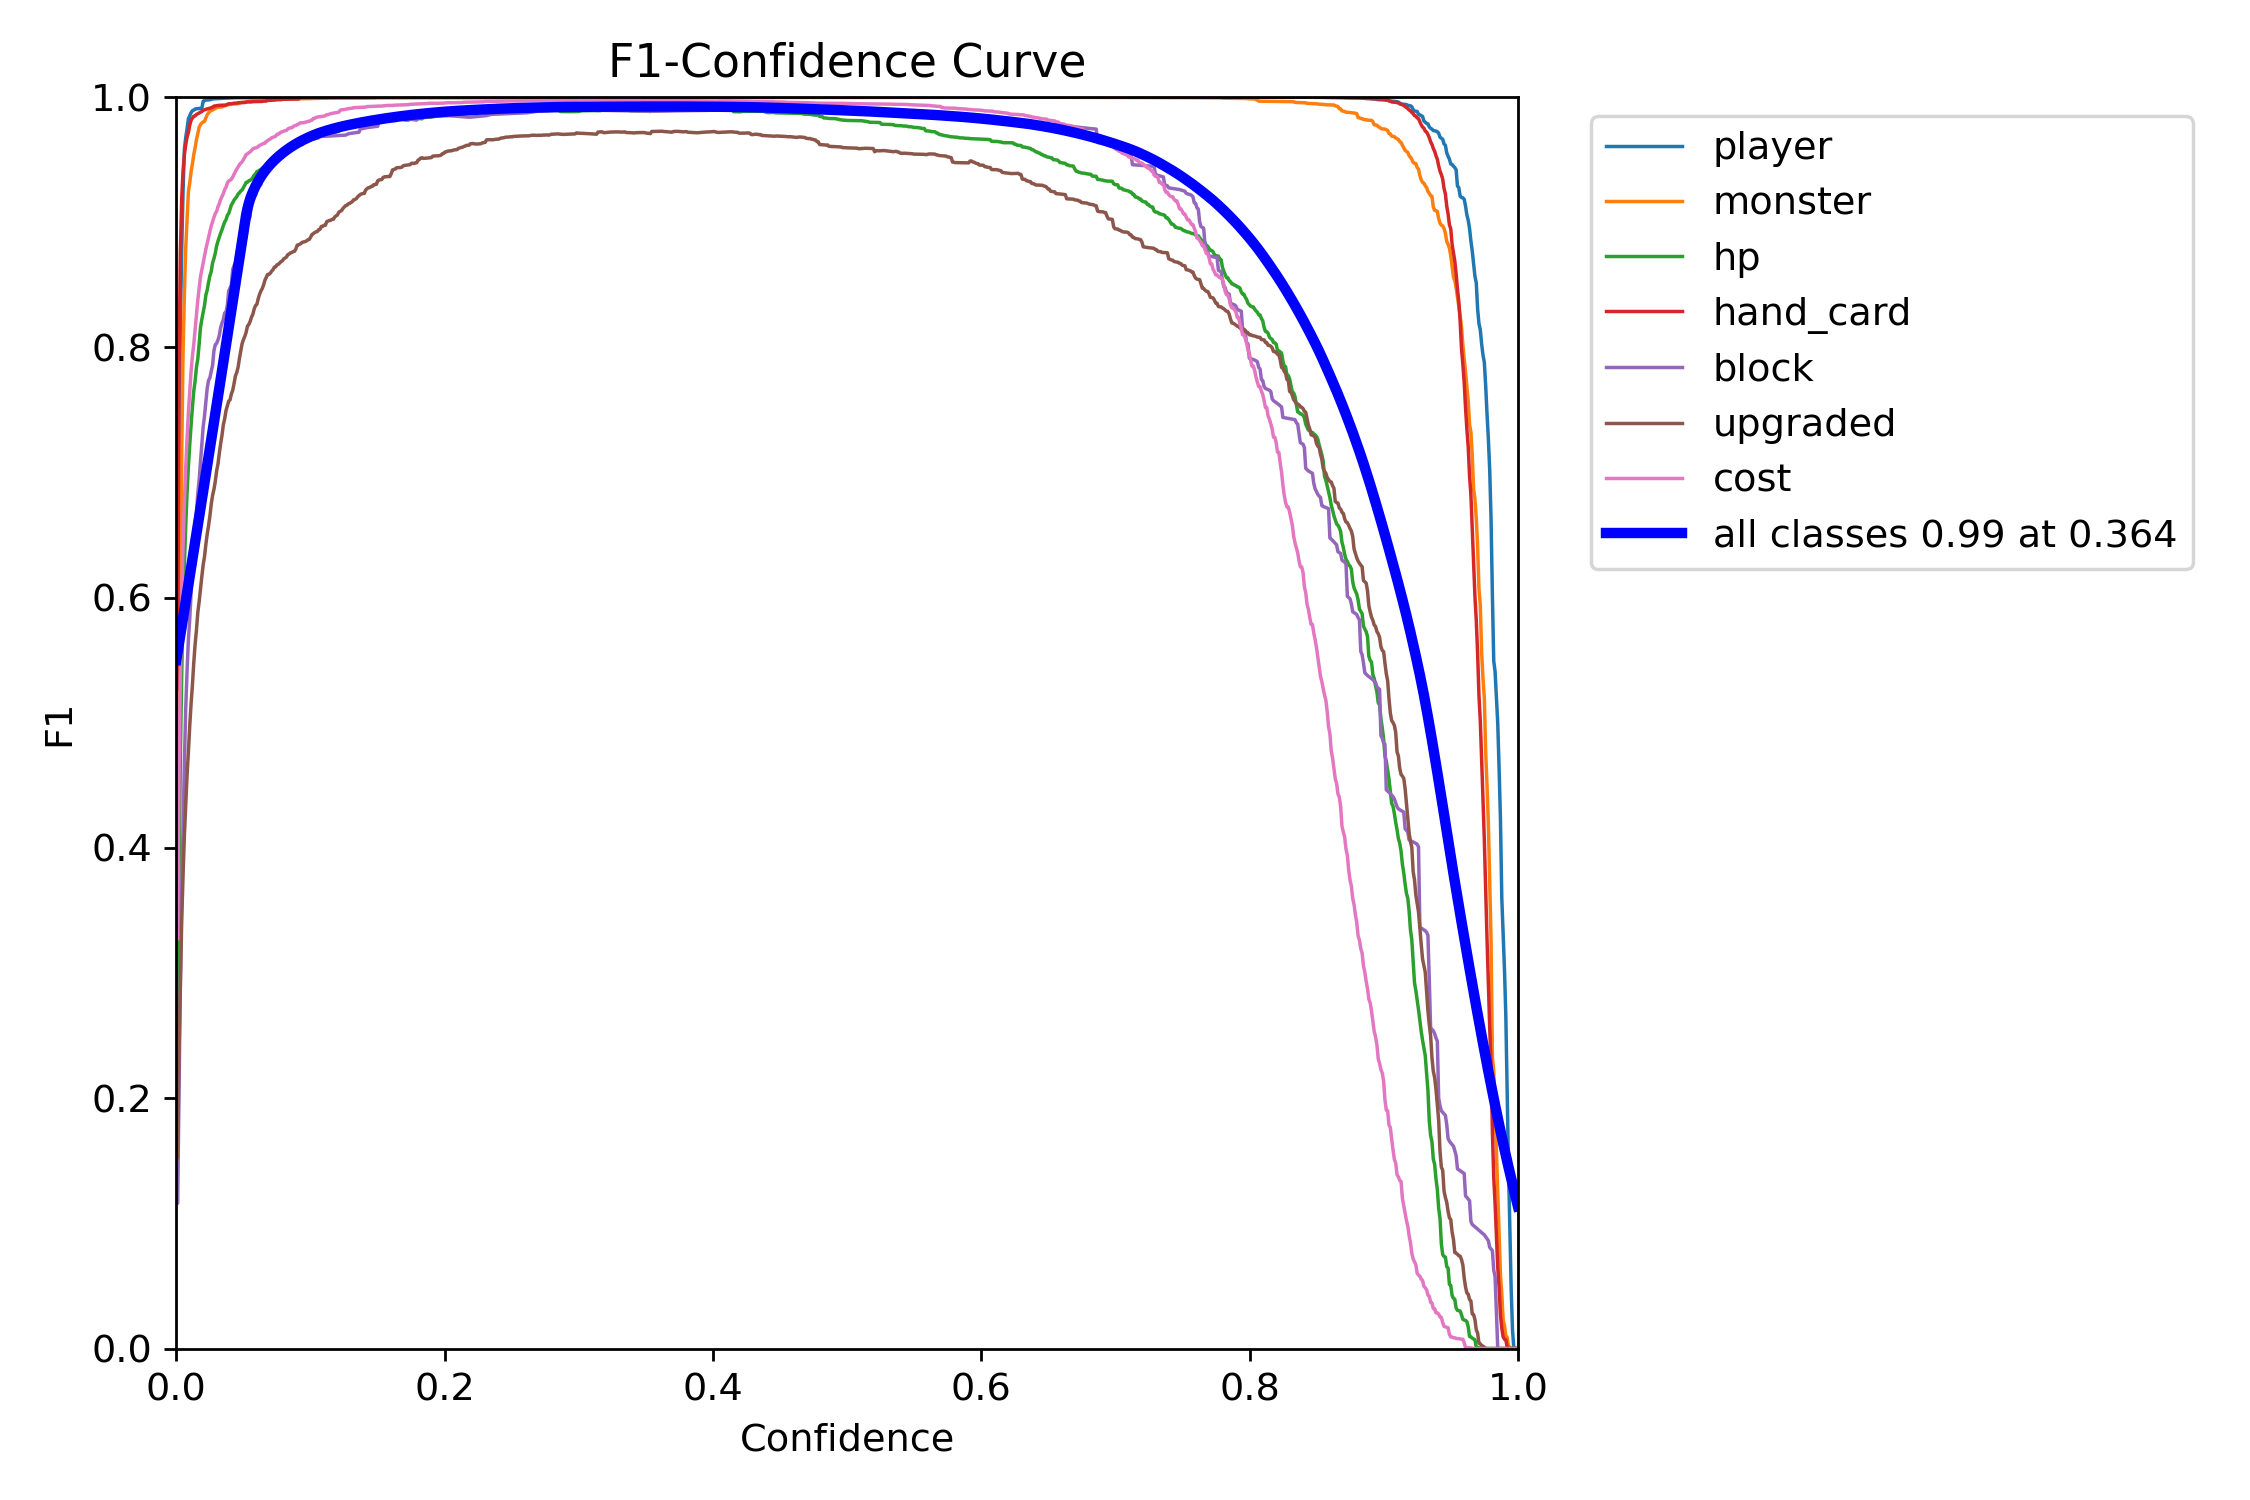 F1-Confidence Curve
1.0
0.8
0.6
0.4
0.2
0.0
F1
0.0 0.2 0.4 0.6 0.8 1.0
Confidence
player
monster
hp
hand_card
block
upgraded
cost
all classes 0.99 at 0.364